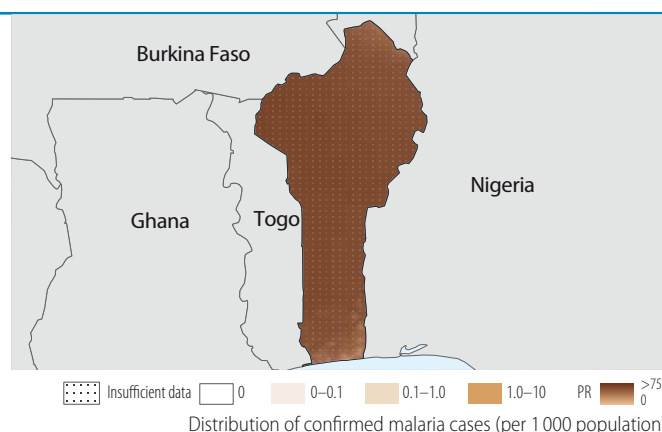 Burkina Faso
Nigeria
Ghana
Togo
Insufficient data 0 0–0.1 0.1–1.0 1.0–10 PR >75 0
Distribution of confirmed malaria cases (per 1 000 population